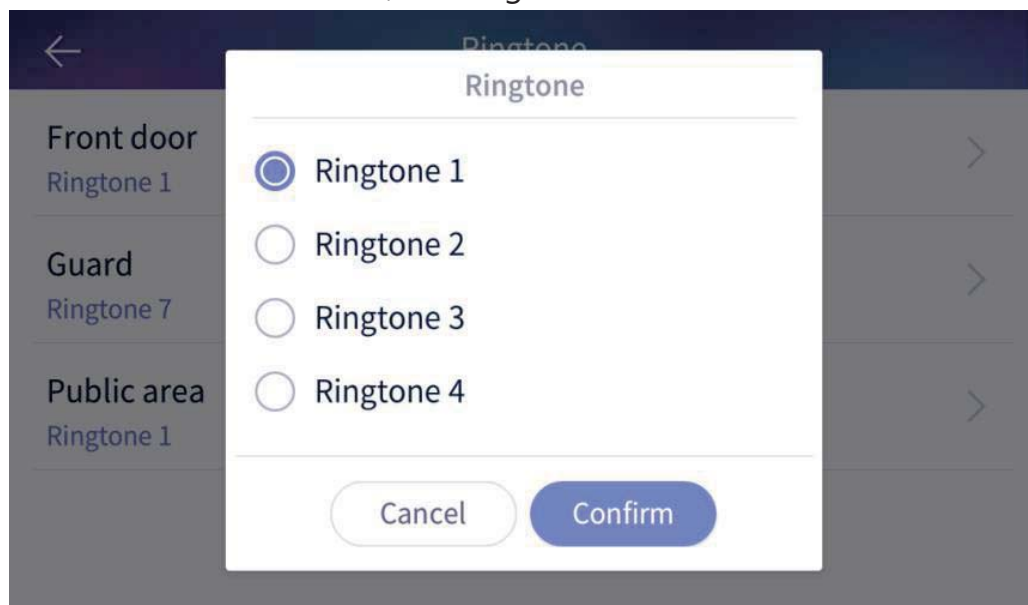 Ringtone
Ringtone
Front door
Ringtone 1
Guard
Ringtone 7
Public area
Ringtone 1
Ringtone 1
Ringtone 2
Ringtone 3
Ringtone 4
Cancel
Confirm